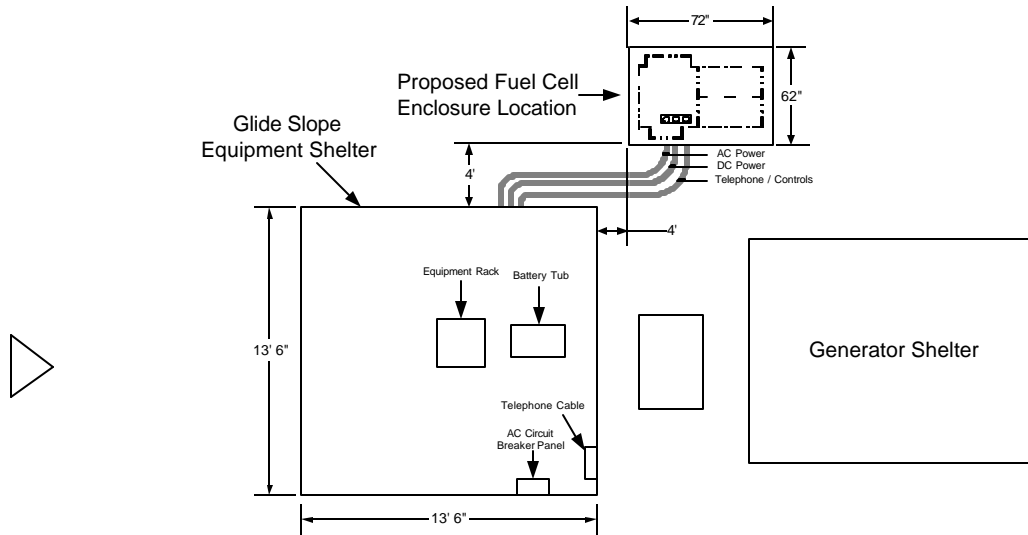 72"
Proposed Fuel Cell
Enclosure Location
62"
Glide Slope
Equipment Shelter
AC Power
DC Power
Telephone / Controls
4'
4'
Equipment Rack
Battery Tub
13' 6"
Generator Shelter
Telephone Cable
AC Circuit
Breaker Panel
13' 6"